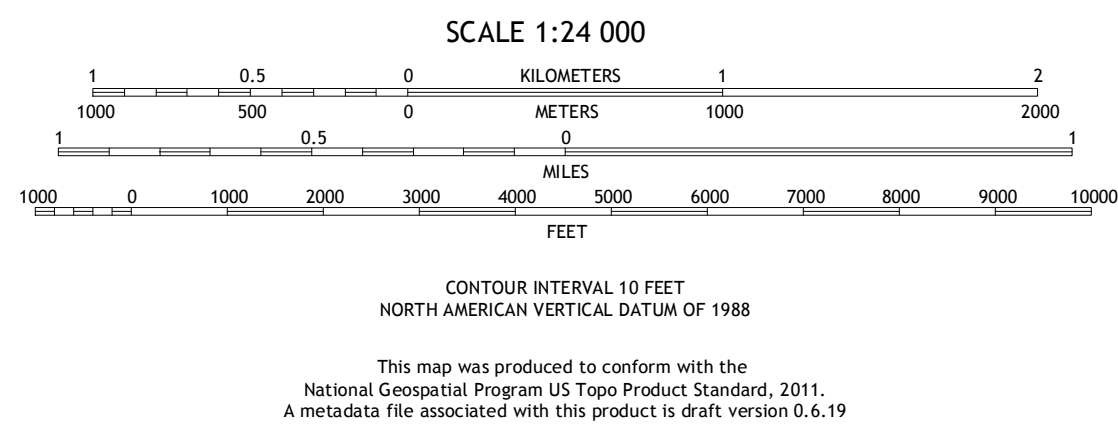 SCALE 1:24 000
1 0.5 0 KILOMETERS 1 2
1000 500 0 METERS 1000 2000
1 0.5 0 1
MILES
1000 0 1000 2000 3000 4000 5000 6000 7000 8000 9000 10000
FEET
CONTOUR INTERVAL 10 FEET
NORTH AMERICAN VERTICAL DATUM OF 1988
This map was produced to conform with the
National Geospatial Program US Topo Product Standard, 2011.
A metadata file associated with this product is draft version 0.6.19